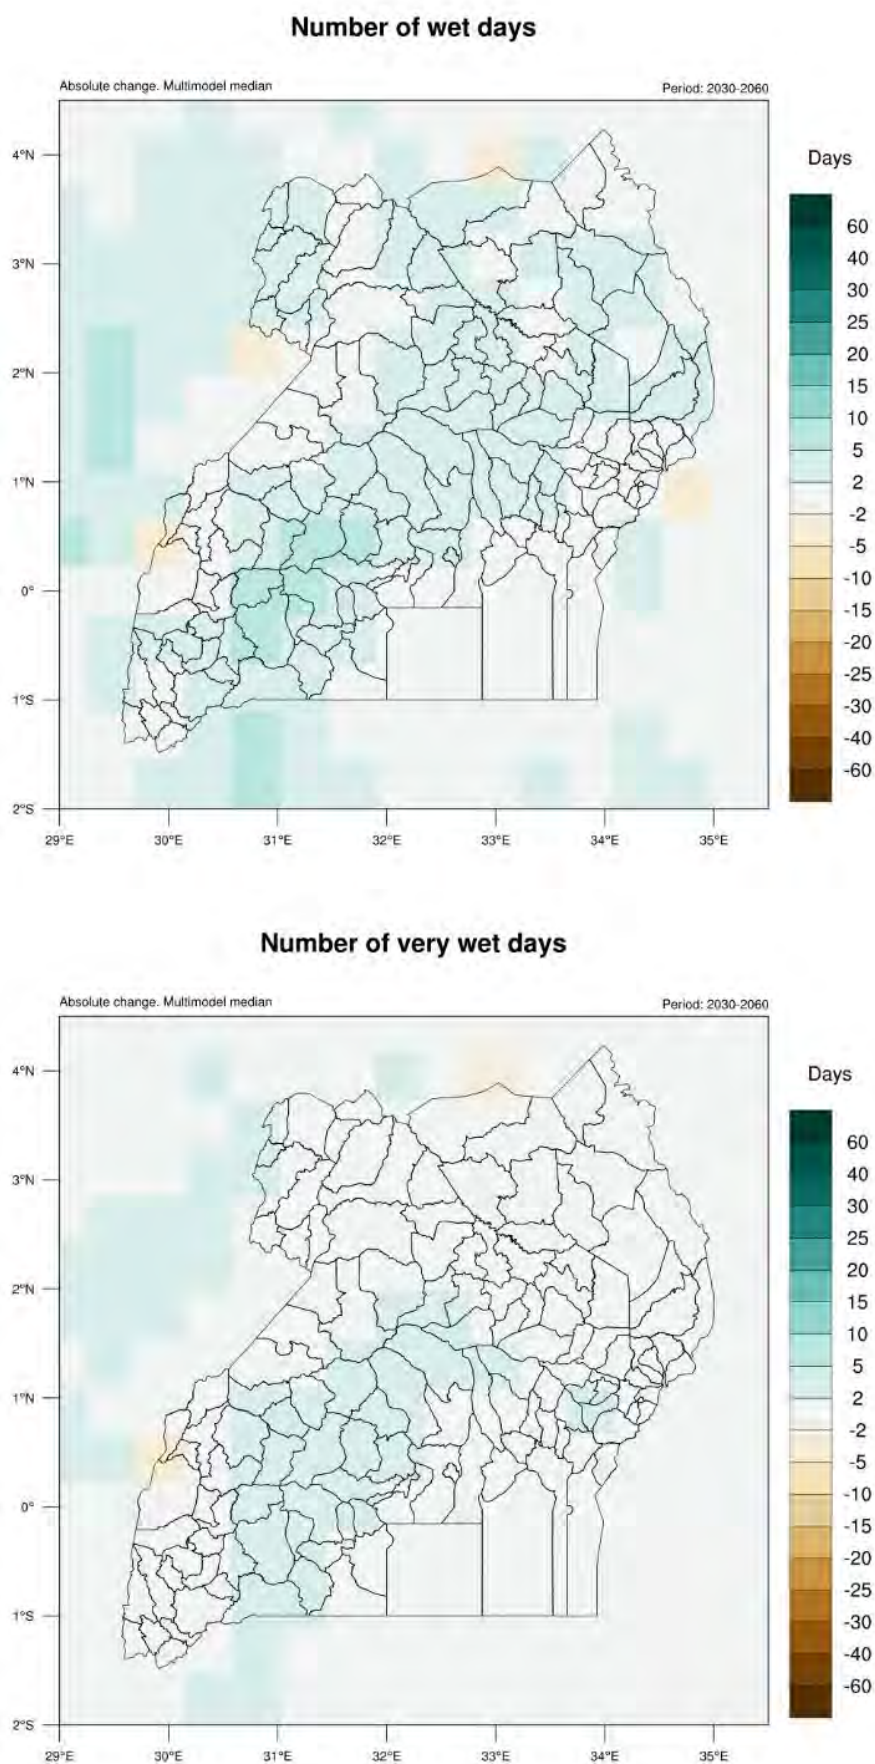 Number of wet days
Absolute change. Multimodel median Period: 2030-2060
Days
4°N
3°N
2°N
1°N
0°
1°S
2°S
29°E 30°E 31°E 32°E 33°E 34°E 35°E
60
40
30
25
20
15
10
5
2
-2
-5
-10
-15
-20
-25
-30
-40
-60
Number of very wet days
Absolute change. Multimodel median Period: 2030-2060
Days
4°N
3°N
2°N
1°N
0°
1°S
2°S
29°E 30°E 31°E 32°E 33°E 34°E 35°E
60
40
30
25
20
15
10
5
2
-2
-5
-10
-15
-20
-25
-30
-40
-60